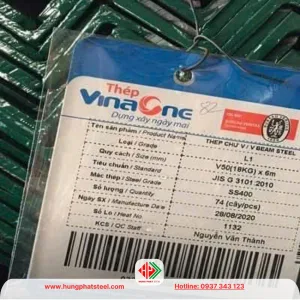 Thép
VinaOne
Dựng xây ngày mai
82
Tên sản phẩm / Product Name
THÉP CHỮ V / V BEAM STEEL
Loại / Grade
L1
Quy cách / Size (mm)
V50(18KG) x 6m
Tiêu chuẩn / Standard
JIS G 3101 2010
Mác thép / Steel Grade
SS400
Số lượng / Quantity
74 (cây/pcs)
Ngày SX / Manufacture Date
28/08/2020
Số Lô / Heat No
1132
KCS / QC Staff
Nguyễn Văn Thành
www.hungphatsteel.com
Hotline: 0937 343 123